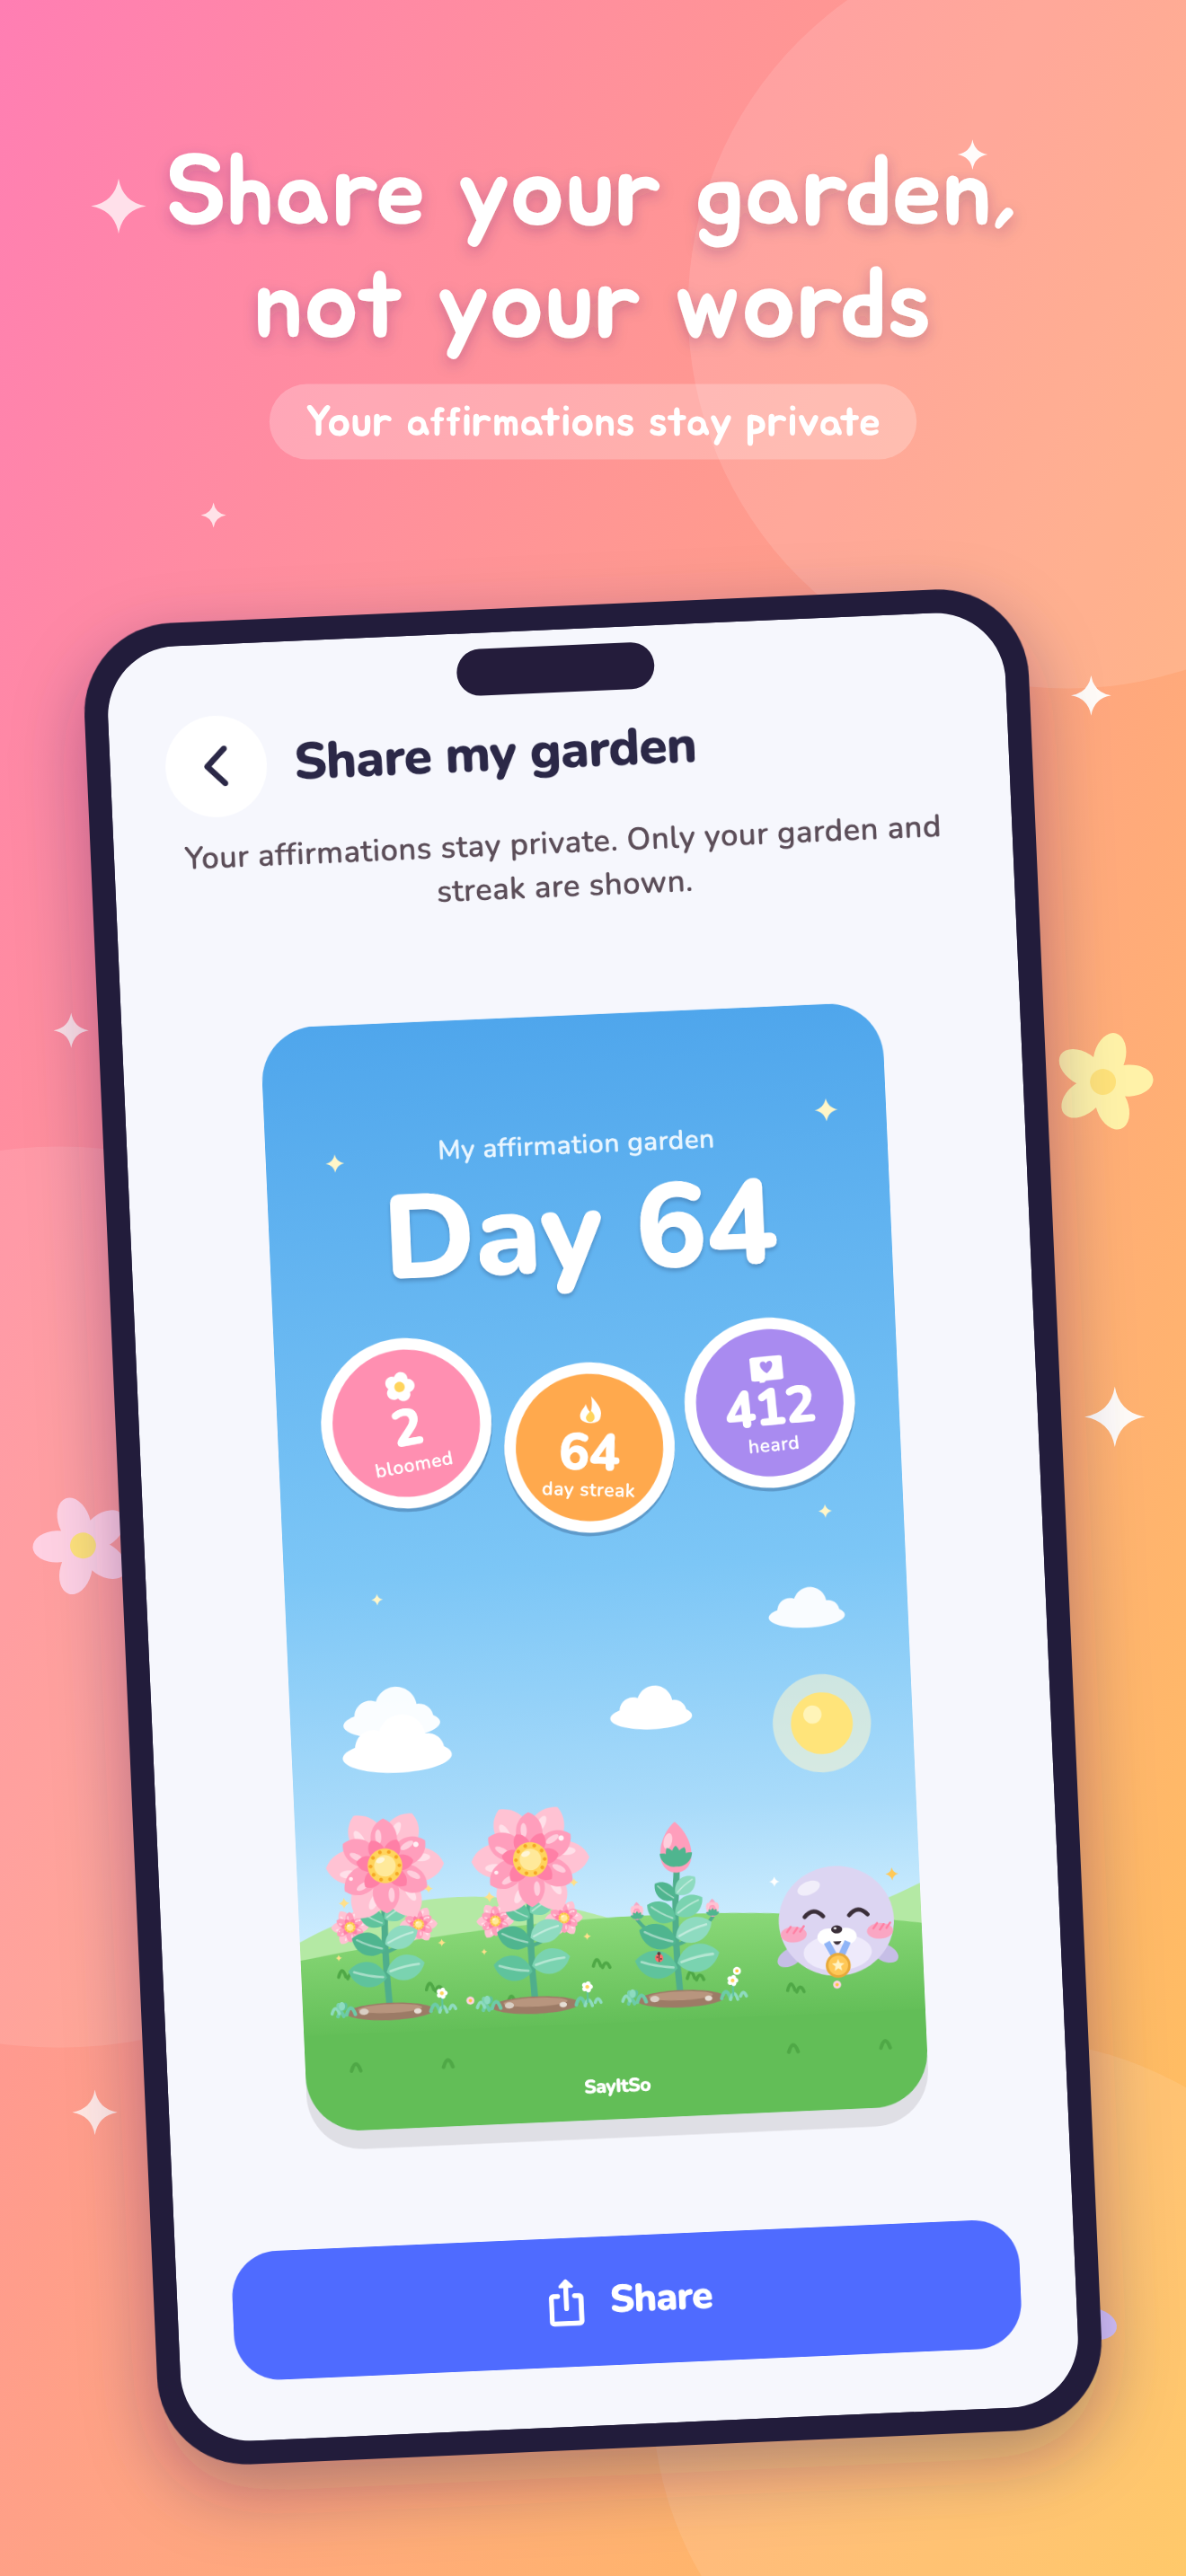 Share your garden,
not your words
Your affirmations stay private
Share my garden
Your affirmations stay private. Only your garden and
streak are shown.
My affirmation garden
Day 64
2
bloomed
64
day streak
412
heard
SayItSo
Share